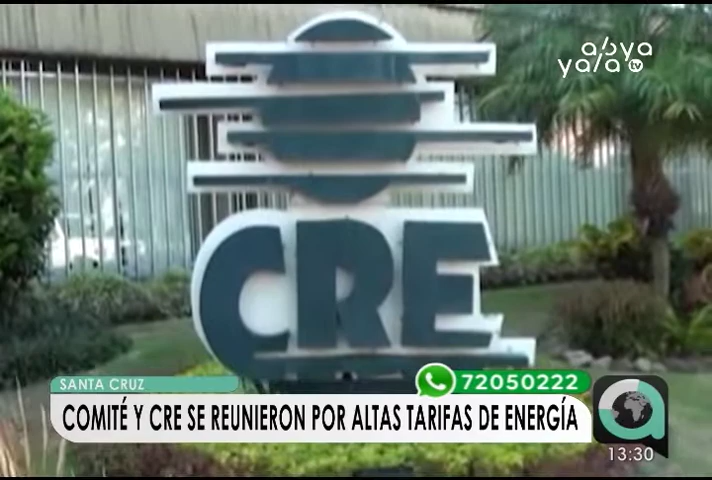 abya
yala tv
CRE
SANTA CRUZ
72050222
COMITÉ Y CRE SE REUNIERON POR ALTAS TARIFAS DE ENERGÍA
13:30